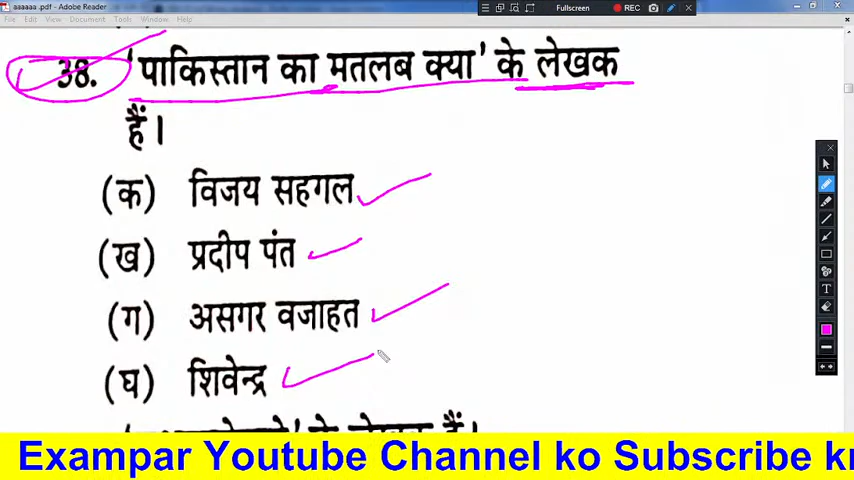 aaaaaa .pdf - Adobe Reader
Fullscreen
REC
File Edit View Document Tools Window Help
38. 'पाकिस्तान का मतलब क्या' के लेखक
हैं।
(क) विजय सहगल
(ख) प्रदीप पंत
(ग) असगर वजाहत
(घ) शिवेन्द्र
के लेखक हैं।
Exampar Youtube Channel ko Subscribe